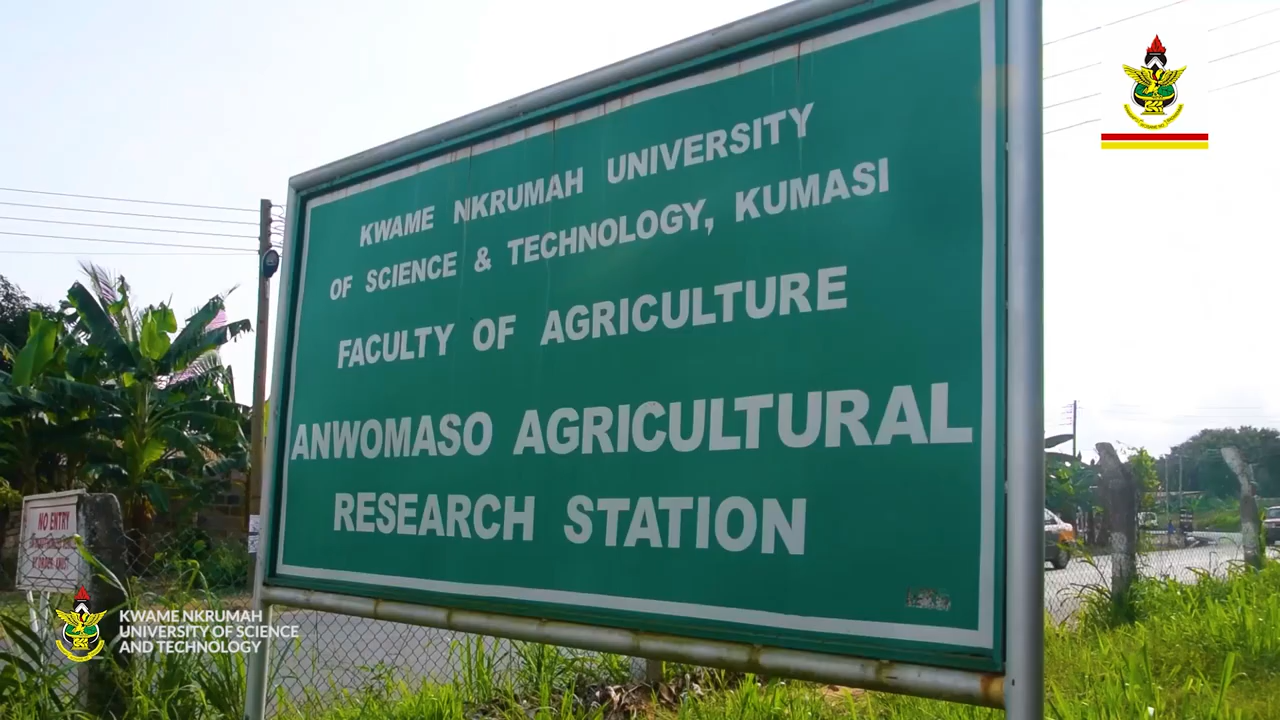 KWAME NKRUMAH UNIVERSITY
OF SCIENCE & TECHNOLOGY, KUMASI
FACULTY OF AGRICULTURE
ANWOMASO AGRICULTURAL
RESEARCH STATION
NO ENTRY
KWAME NKRUMAH
UNIVERSITY OF SCIENCE
AND TECHNOLOGY